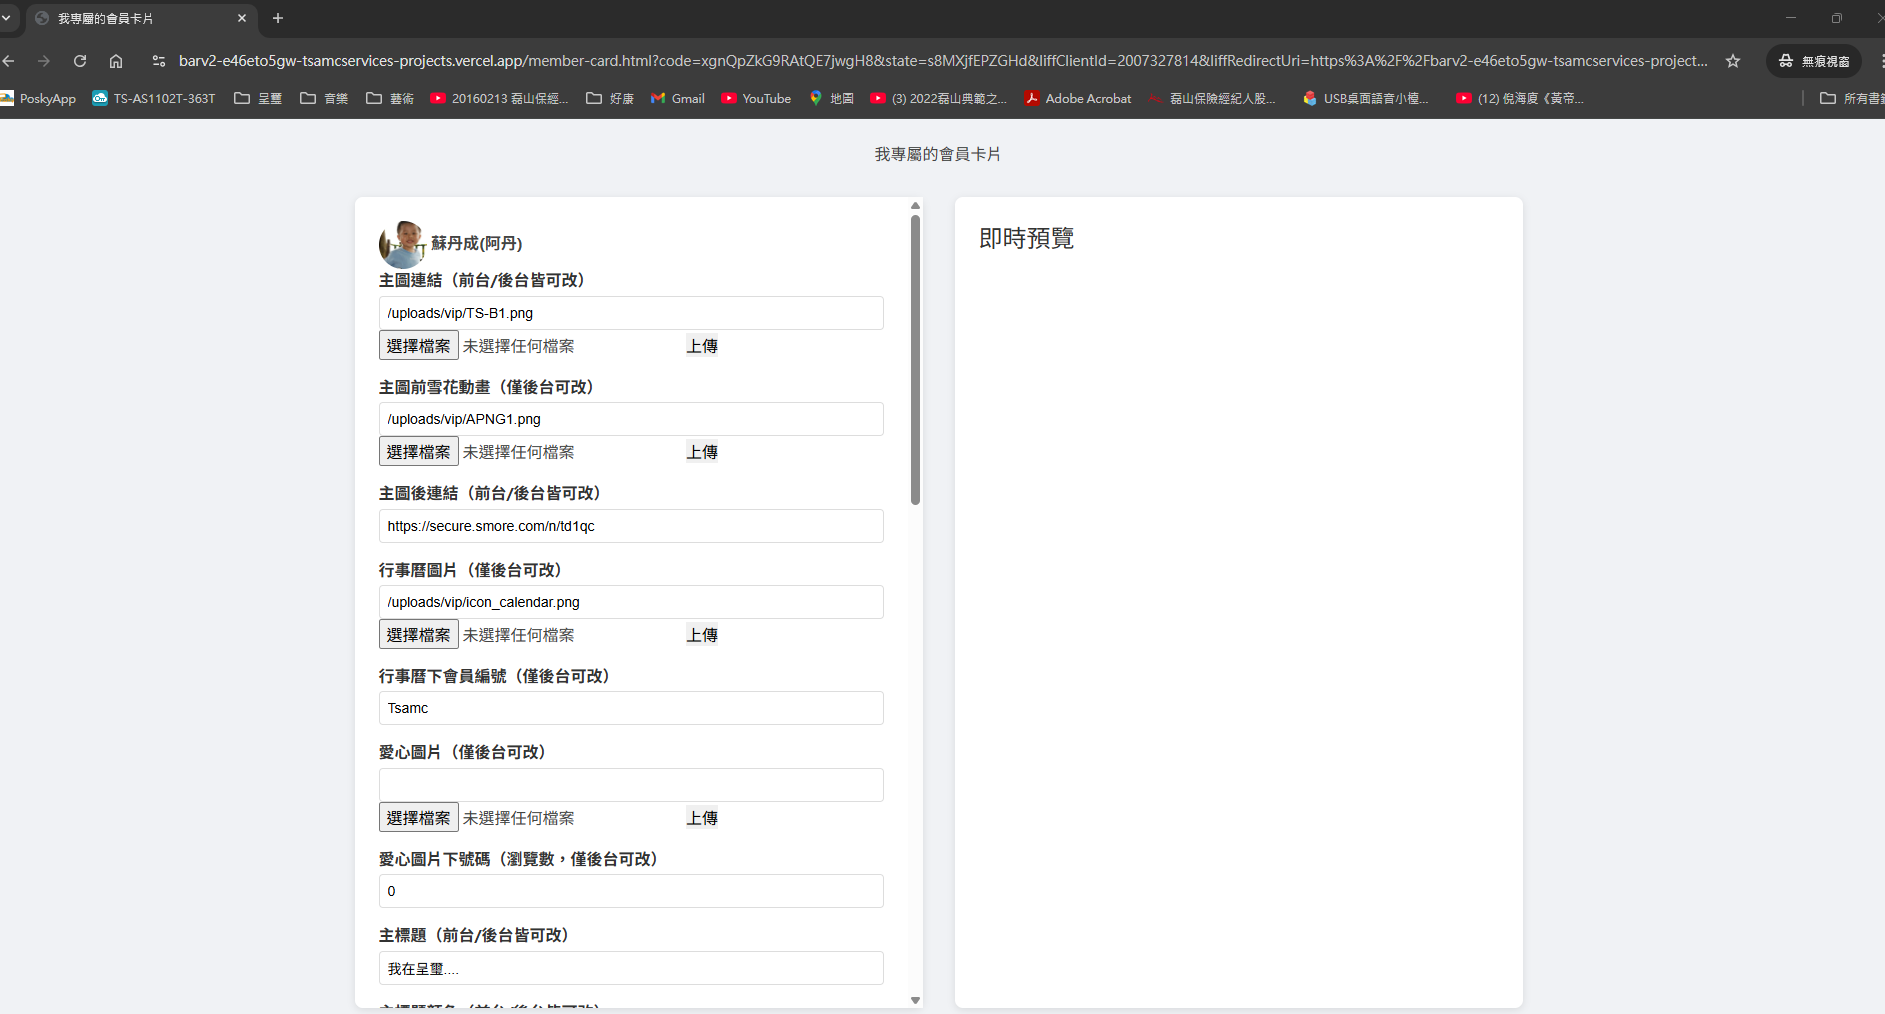 我專屬的會員卡片
barv2-e46eto5gw-tsamcservices-projects.vercel.app/member-card.html?code=xgnQpZkG9RAtQE7jwgH8&state=s8MXjfEPZGHd&liffClientId=2007327814&liffRedirectUri=https%3A%2F%2Fbarv2-e46eto5gw-tsamcservices-project...
無痕視窗
PoskyApp
TS-AS1102T-363T
呈璽
音樂
藝術
20160213 磊山保經...
好康
Gmail
YouTube
地圖
(3) 2022磊山典範之...
Adobe Acrobat
磊山保險經紀人股...
USB桌面語音小檯...
(12) 倪海廈《黃帝...
所有書
我專屬的會員卡片
蘇丹成(阿丹)
主圖連結（前台/後台皆可改）
/uploads/vip/TS-B1.png
選擇檔案 未選擇任何檔案 上傳
主圖前雪花動畫（僅後台可改）
/uploads/vip/APNG1.png
選擇檔案 未選擇任何檔案 上傳
主圖後連結（前台/後台皆可改）
https://secure.smore.com/n/td1qc
行事曆圖片（僅後台可改）
/uploads/vip/icon_calendar.png
選擇檔案 未選擇任何檔案 上傳
行事曆下會員編號（僅後台可改）
Tsamc
愛心圖片（僅後台可改）
選擇檔案 未選擇任何檔案 上傳
愛心圖片下號碼（瀏覽數，僅後台可改）
0
主標題（前台/後台皆可改）
我在呈璽....
主標題顏色（前台/後台皆可改）
即時預覽